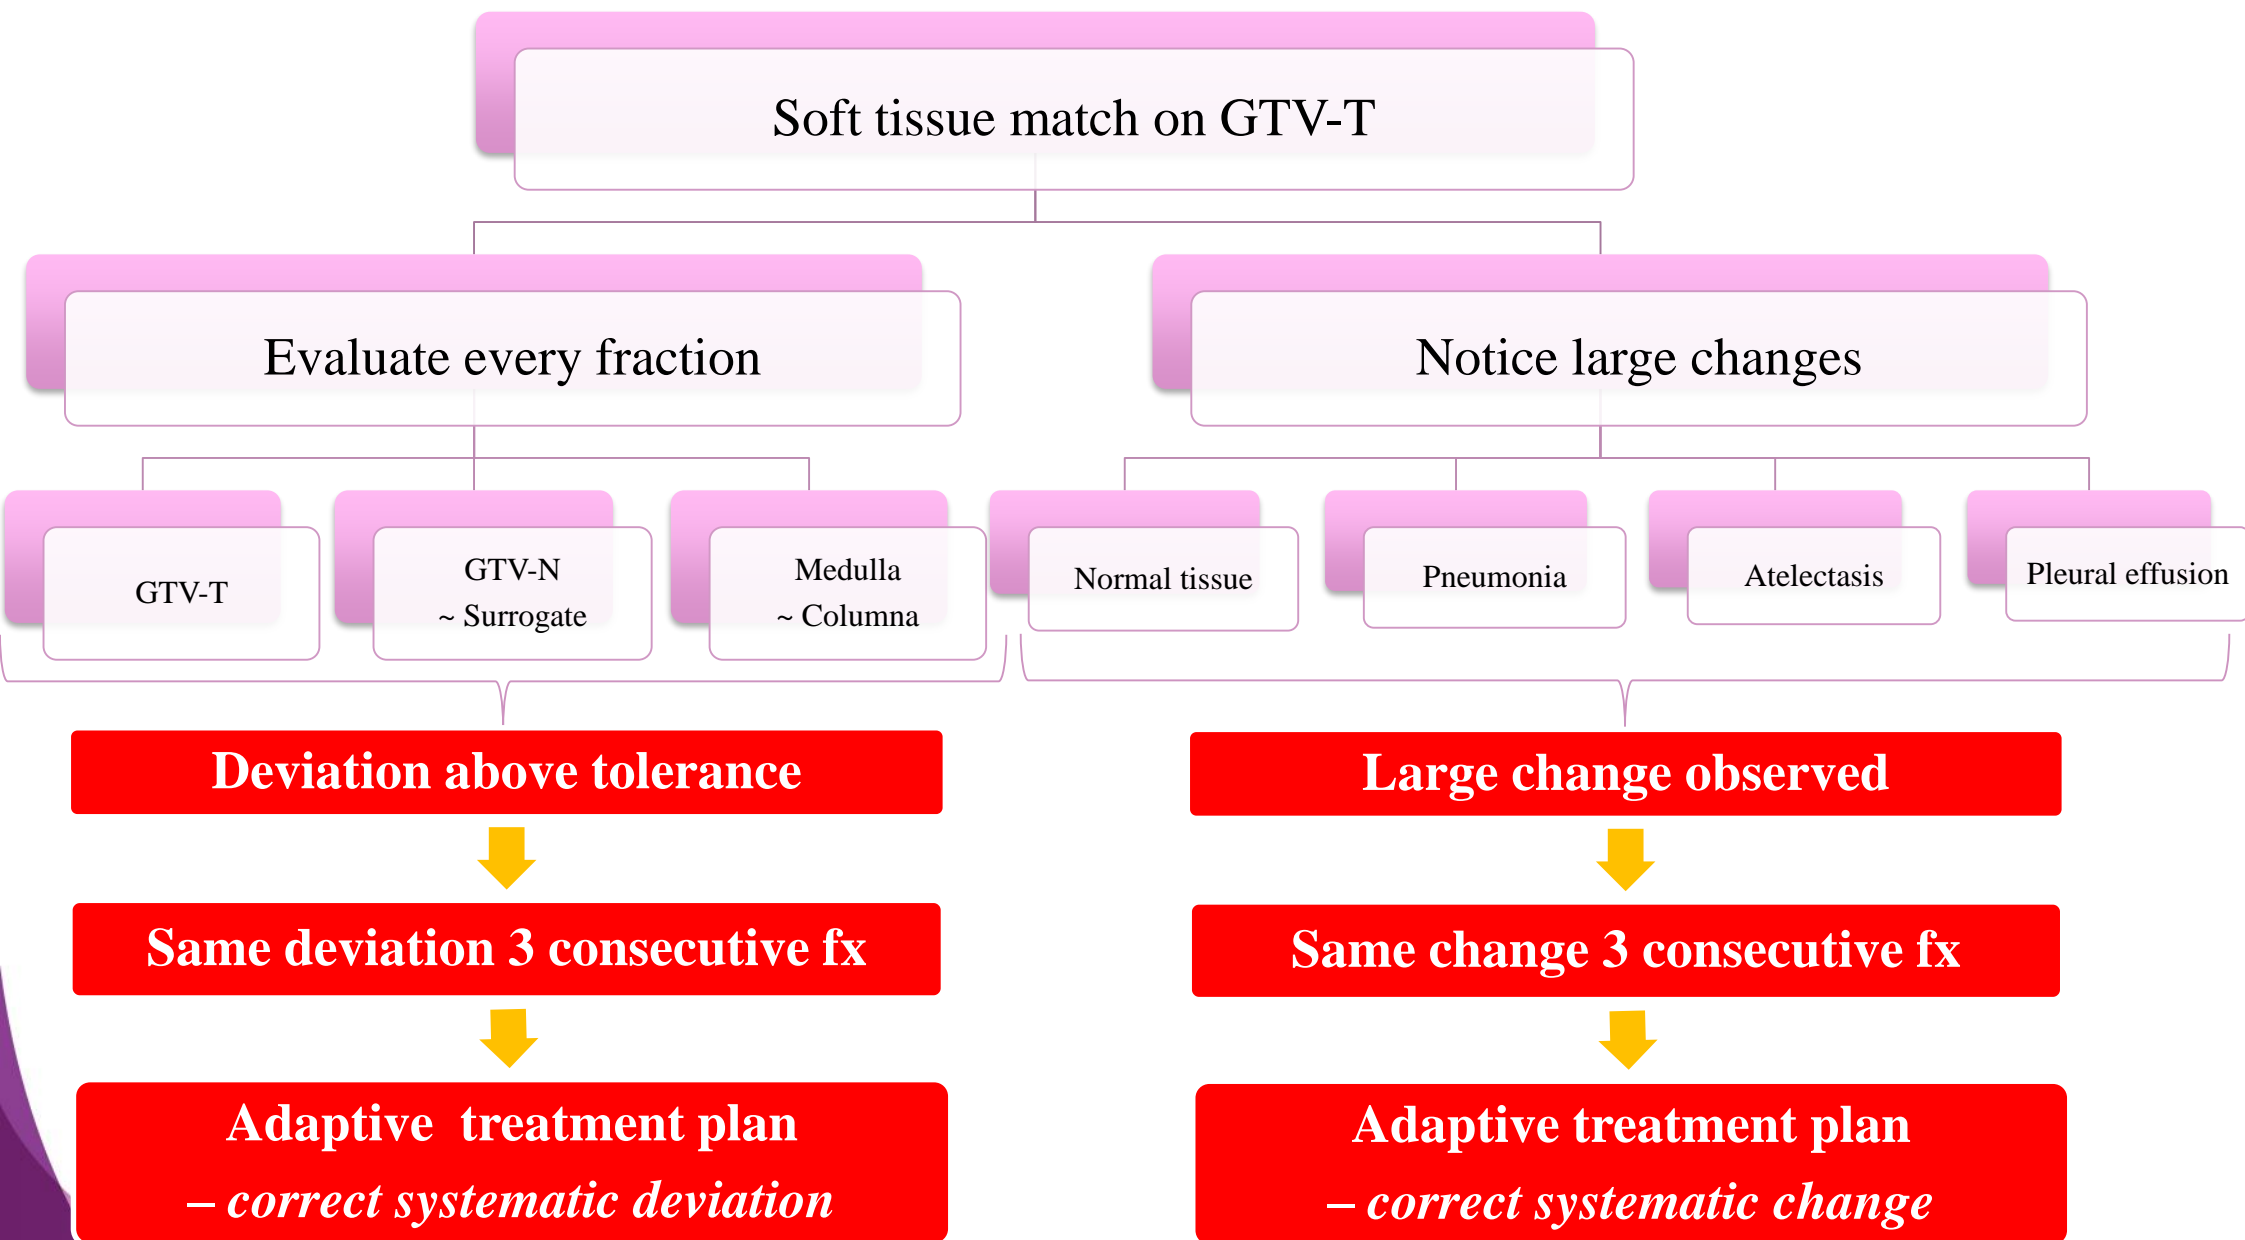 Soft tissue match on GTV-T
Evaluate every fraction
Notice large changes
GTV-T
GTV-N
~ Surrogate
Medulla
~ Columna
Normal tissue
Pneumonia
Atelectasis
Pleural effusion
Deviation above tolerance
Same deviation 3 consecutive fx
Adaptive treatment plan
– correct systematic deviation
Large change observed
Same change 3 consecutive fx
Adaptive treatment plan
– correct systematic change